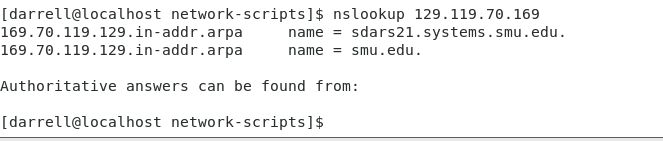 [darrell@localhost network-scripts]$ nslookup 129.119.70.169
169.70.119.129.in-addr.arpa     name = sdars21.systems.smu.edu.
169.70.119.129.in-addr.arpa     name = smu.edu.
Authoritative answers can be found from:
[darrell@localhost network-scripts]$